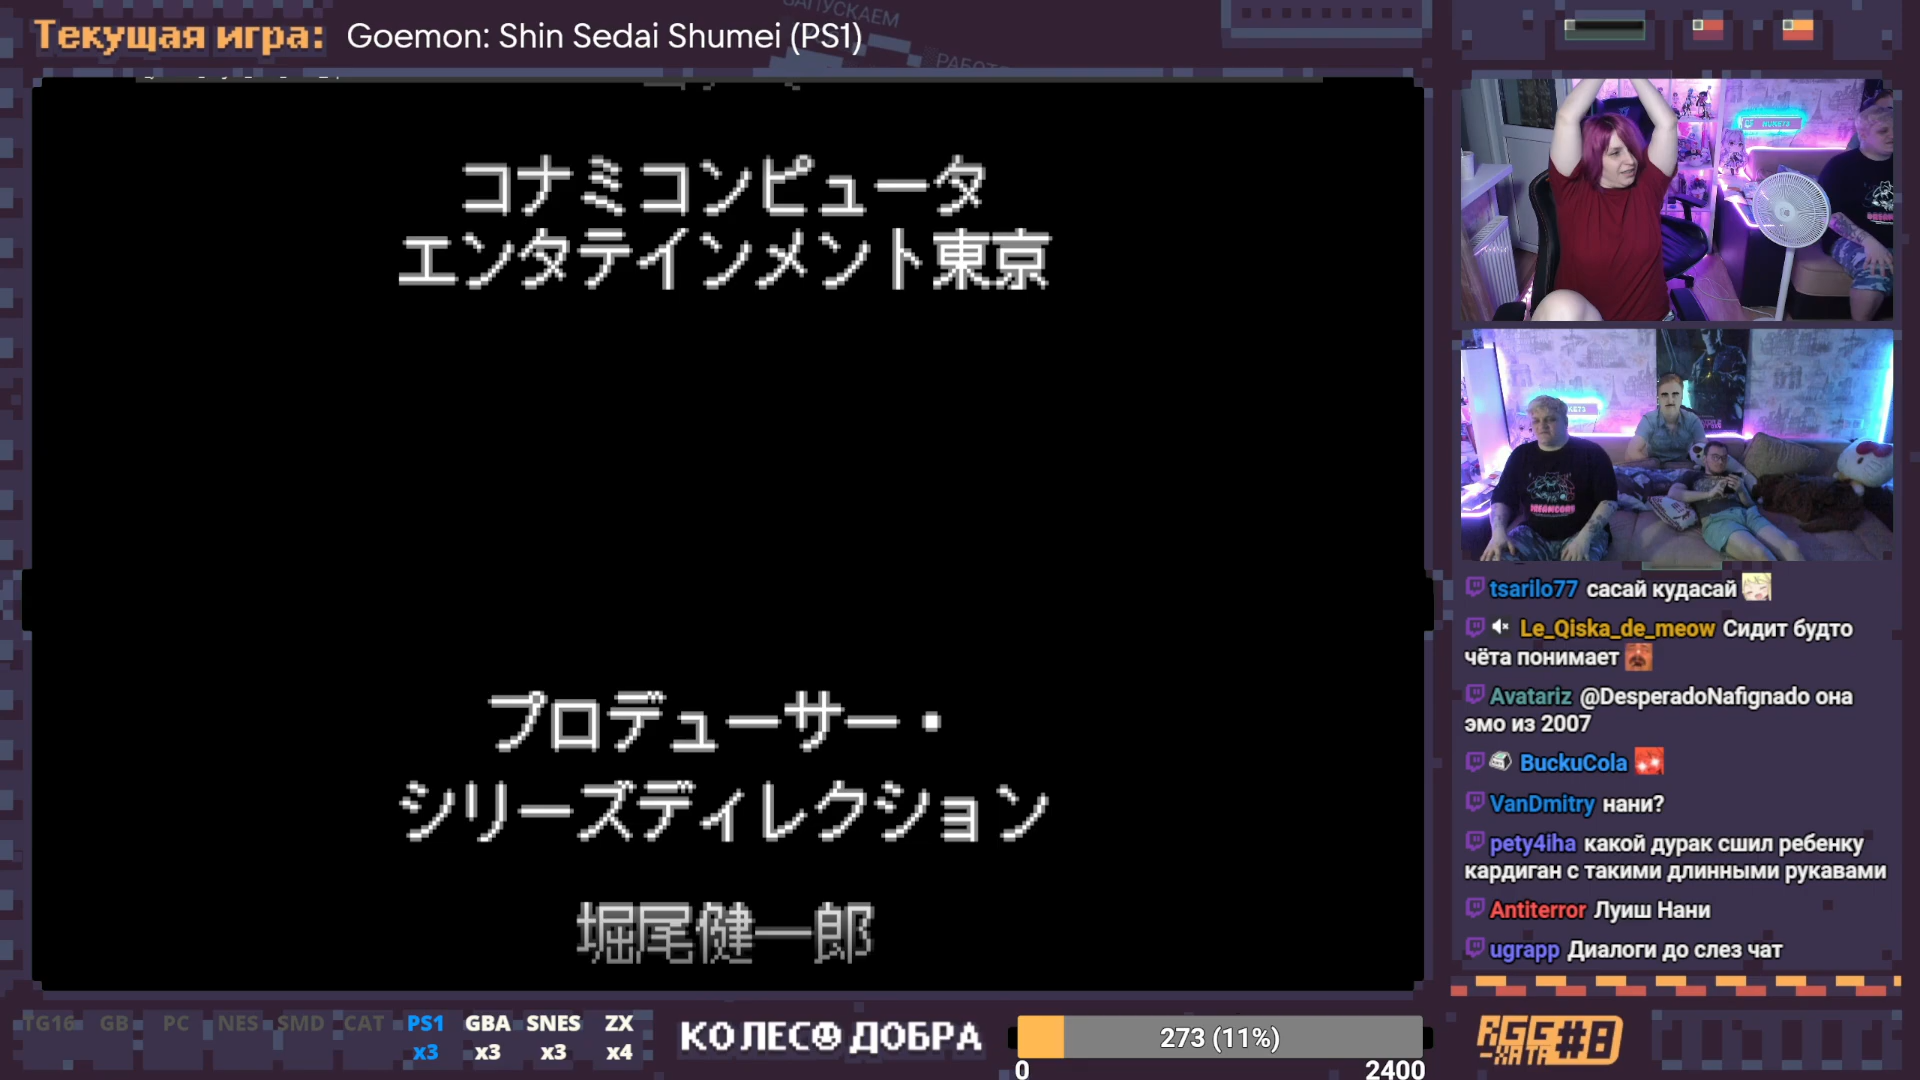 Текущая игра: Goemon: Shin Sedai Shumei (PS1)
ЗАПУСКАЕМ
コナミコンピュータ
エンタテインメント東京
プロデューサー・
シリーズディレクション
堀尾健一郎
tsarilo77 сасай кудасай
Le_Qiska_de_meow Сидит будто
чёта понимает
Avatariz @DesperadoNafignado она
эмо из 2007
BuckuCola
VanDmitry нани?
pety4iha какой дурак сшил ребенку
кардиган с такими длинными рукавами
Antiterror Луиш Нани
ugrapp Диалоги до слез чат
TG16 GB PC NES SMD CAT PS1 GBA SNES ZX
x3 x3 x3 x4
КОЛЕСО ДОБРА
273 (11%)
0 2400
RGG #8
-ХАТА